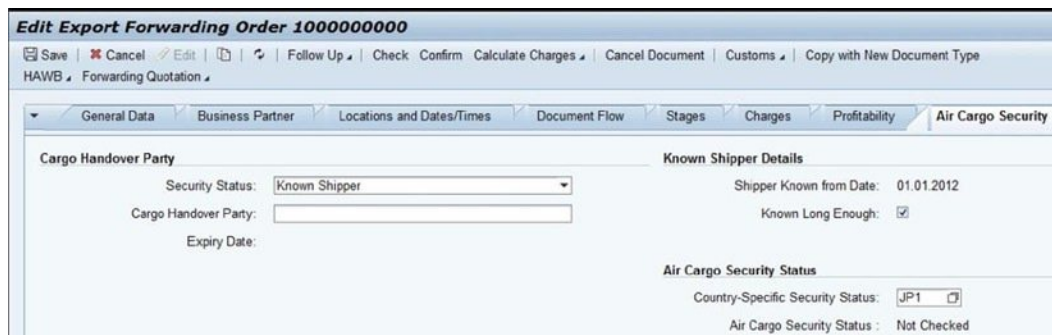 Edit Export Forwarding Order 1000000000
Save | Cancel Edit | | | Follow Up | Check Confirm Calculate Charges | Cancel Document | Customs | Copy with New Document Type
HAWB Forwarding Quotation
General Data Business Partner Locations and Dates/Times Document Flow Stages Charges Profitability Air Cargo Security
Cargo Handover Party Known Shipper Details
Security Status: Known Shipper Shipper Known from Date: 01.01.2012
Cargo Handover Party: Known Long Enough:
Expiry Date:
Air Cargo Security Status
Country-Specific Security Status: JP1
Air Cargo Security Status : Not Checked